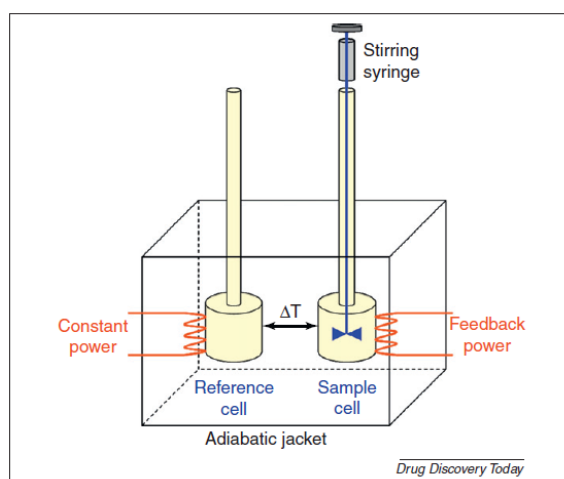 Stirring
syringe
ΔT
Constant
power
Feedback
power
Reference
cell
Sample
cell
Adiabatic jacket
Drug Discovery Today